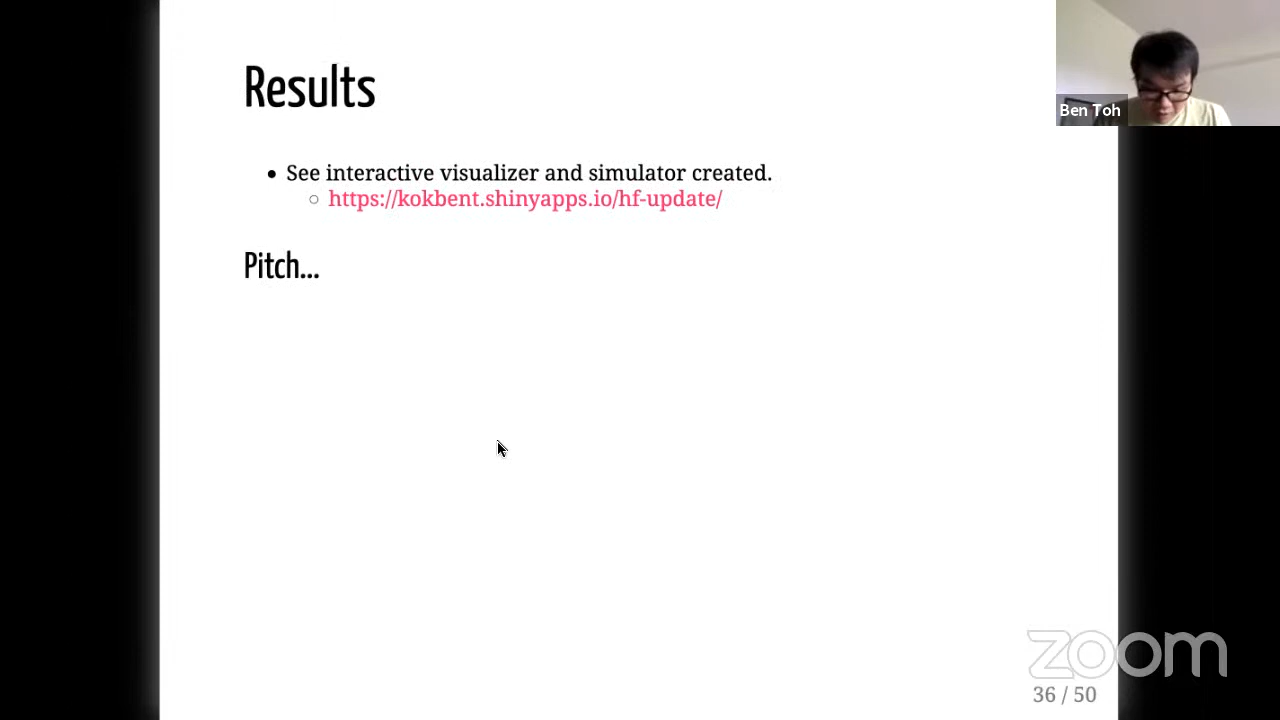 Results
See interactive visualizer and simulator created.
https://kokbent.shinyapps.io/hf-update/
Pitch...
Ben Toh
zoom
36 / 50